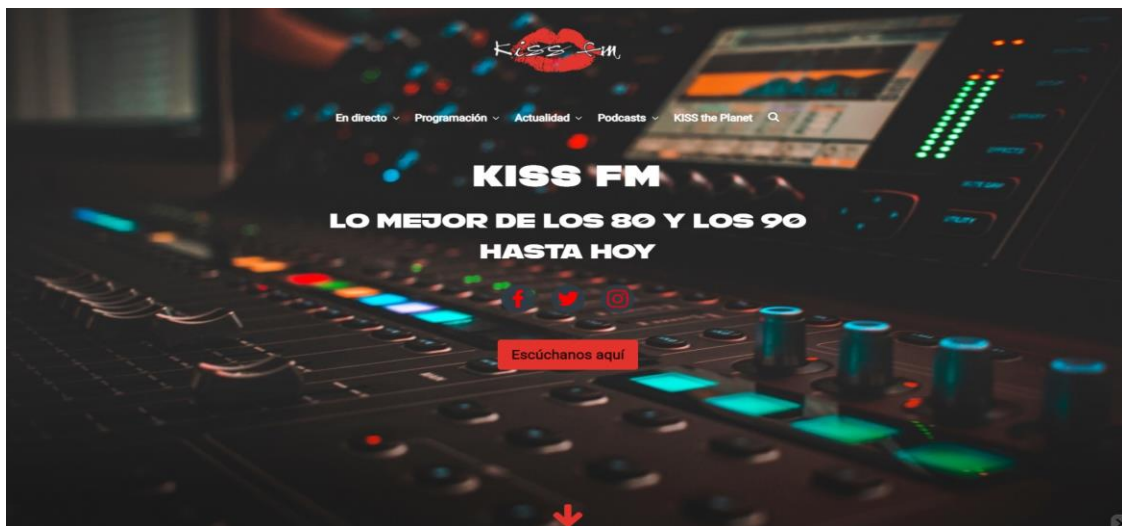 Kiss fm
En directo Programación Actualidad Podcasts KISS the Planet
KISS FM
LO MEJOR DE LOS 80 Y LOS 90
HASTA HOY
Escúchanos aquí